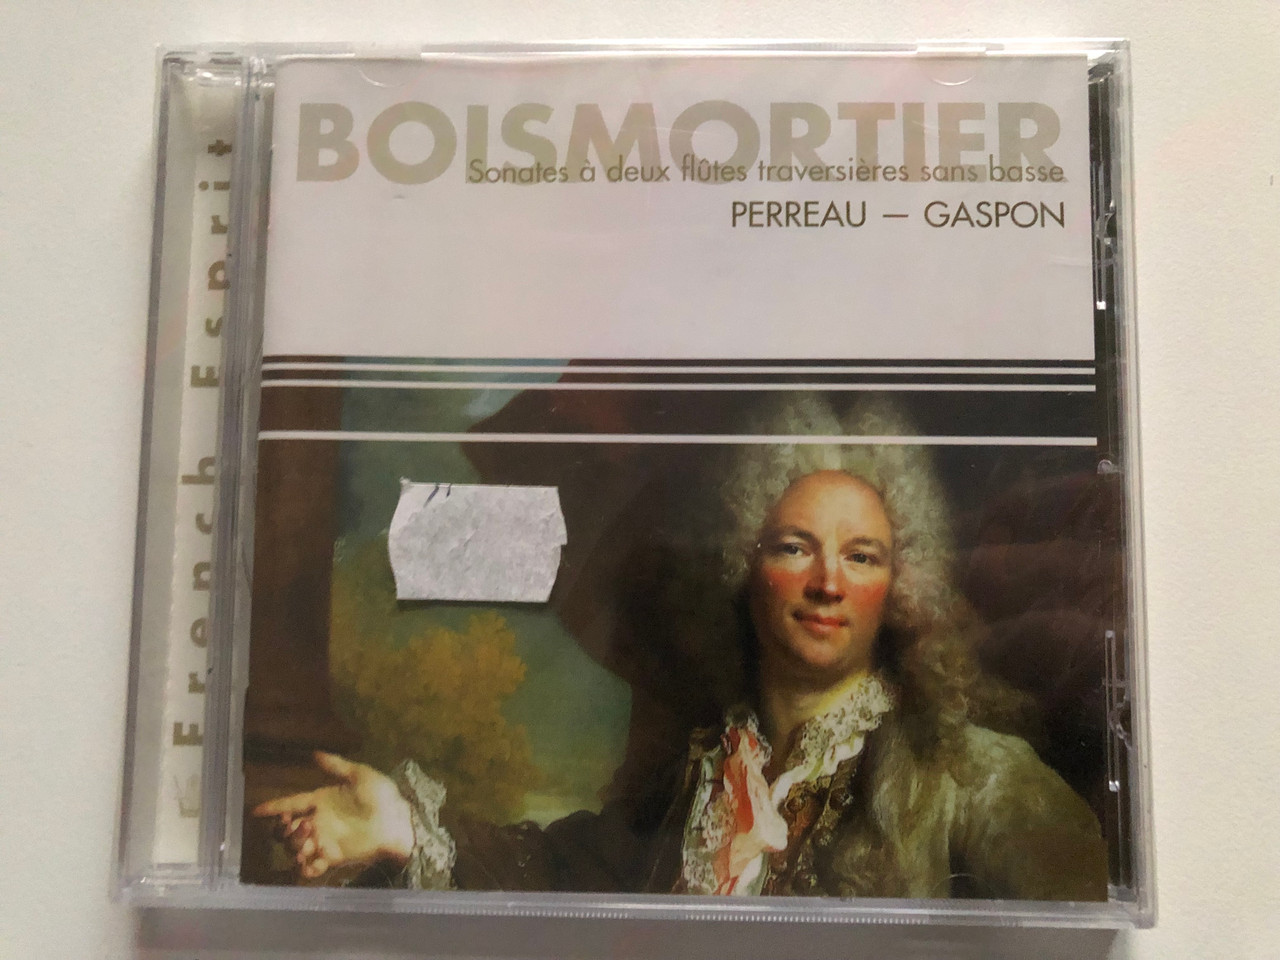 BOISMORTIER
Sonates à deux flûtes traversières sans basse
PERREAU – GASPON
French Esprit